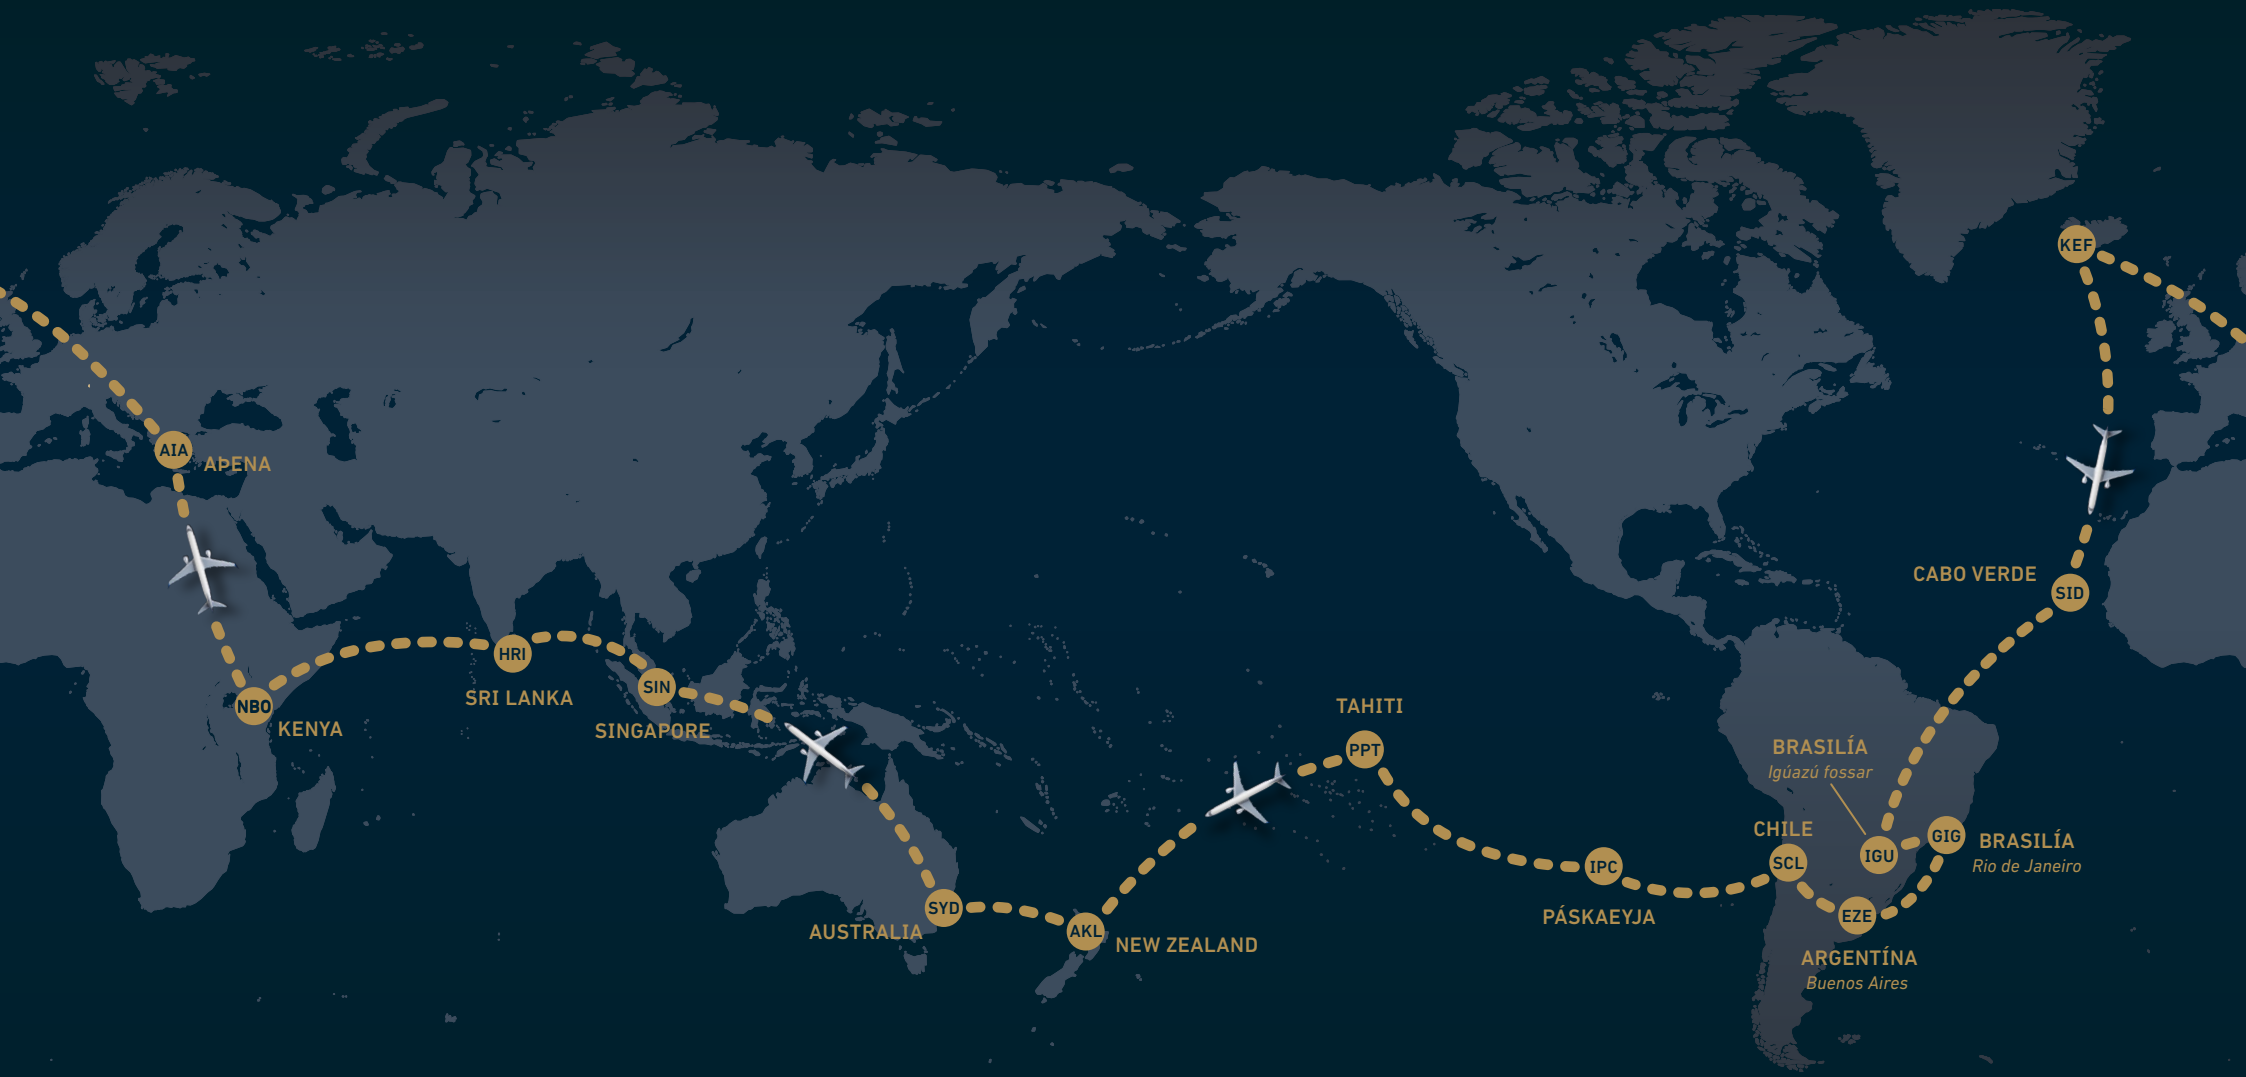 KEF
AIA
AÞENA
CABO VERDE
SID
HRI
SRI LANKA
SIN
SINGAPORE
NBO
KENYA
TAHITI
PPT
BRASILÍA
Igúazú fossar
CHILE
SCL
IGU
GIG
BRASILÍA
Rio de Janeiro
IPC
PÁSKAEYJA
SYD
AUSTRALIA
AKL
NEW ZEALAND
EZE
ARGENTÍNA
Buenos Aires